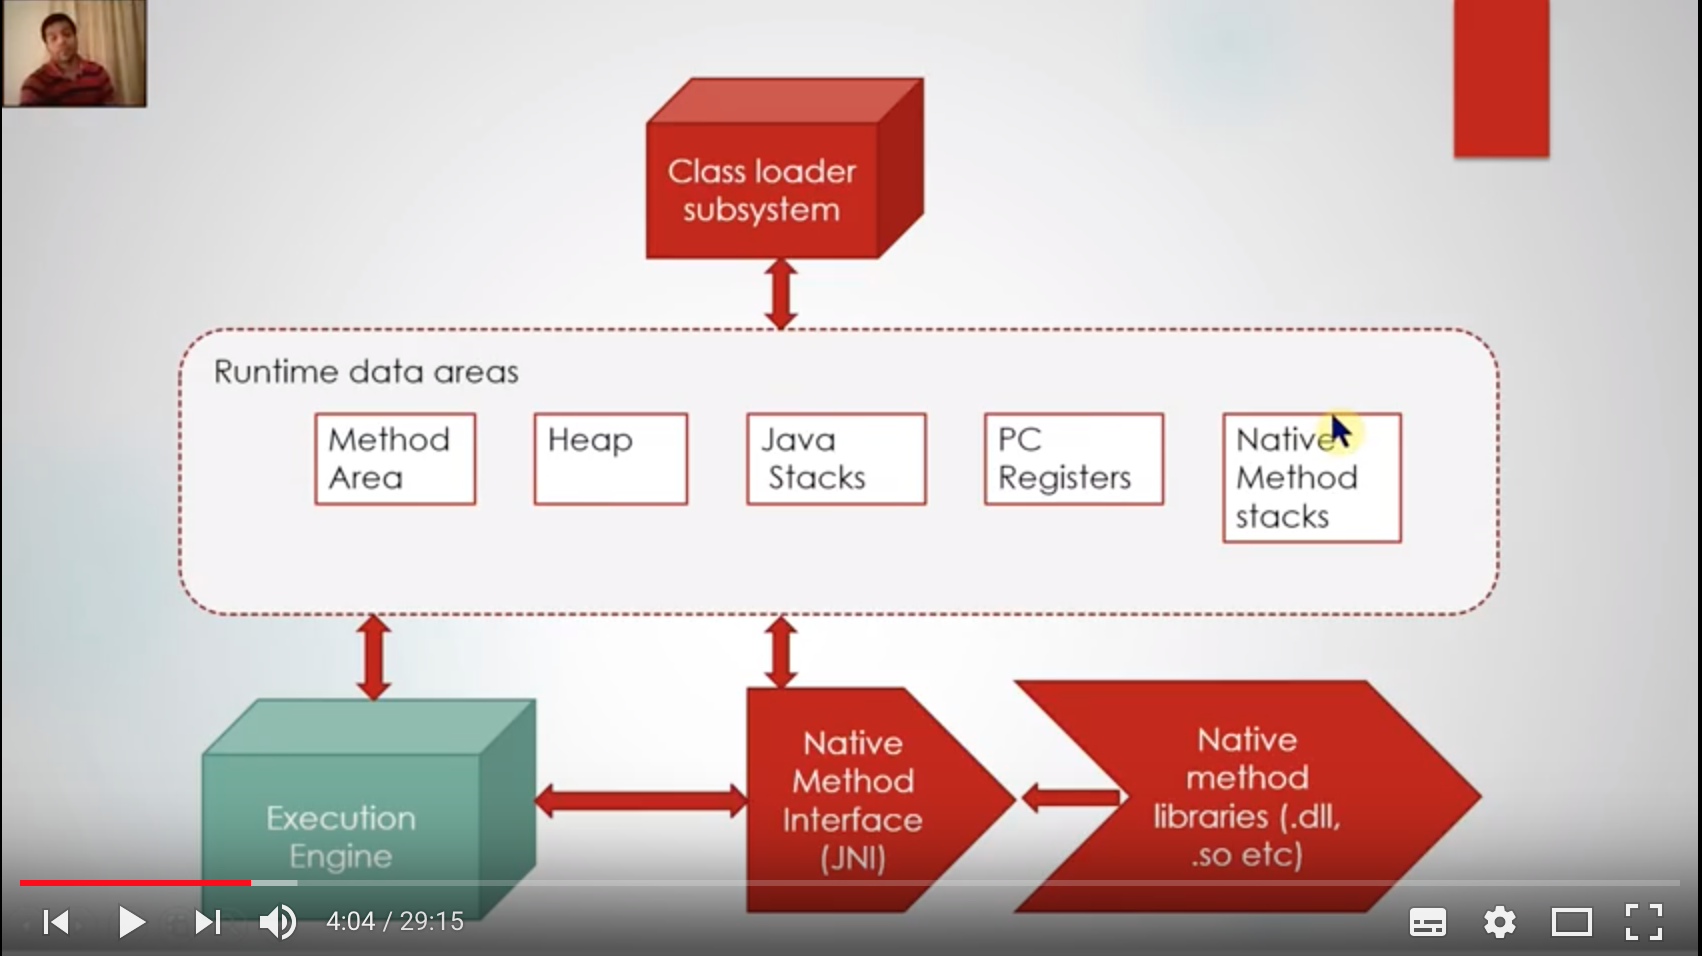 Class loader
subsystem
Runtime data areas
Method
Area
Heap
Java
Stacks
PC
Registers
Native
Method
stacks
Execution
Engine
Native
Method
Interface
(JNI)
Native
method
libraries (.dll,
.so etc)
4:04 / 29:15